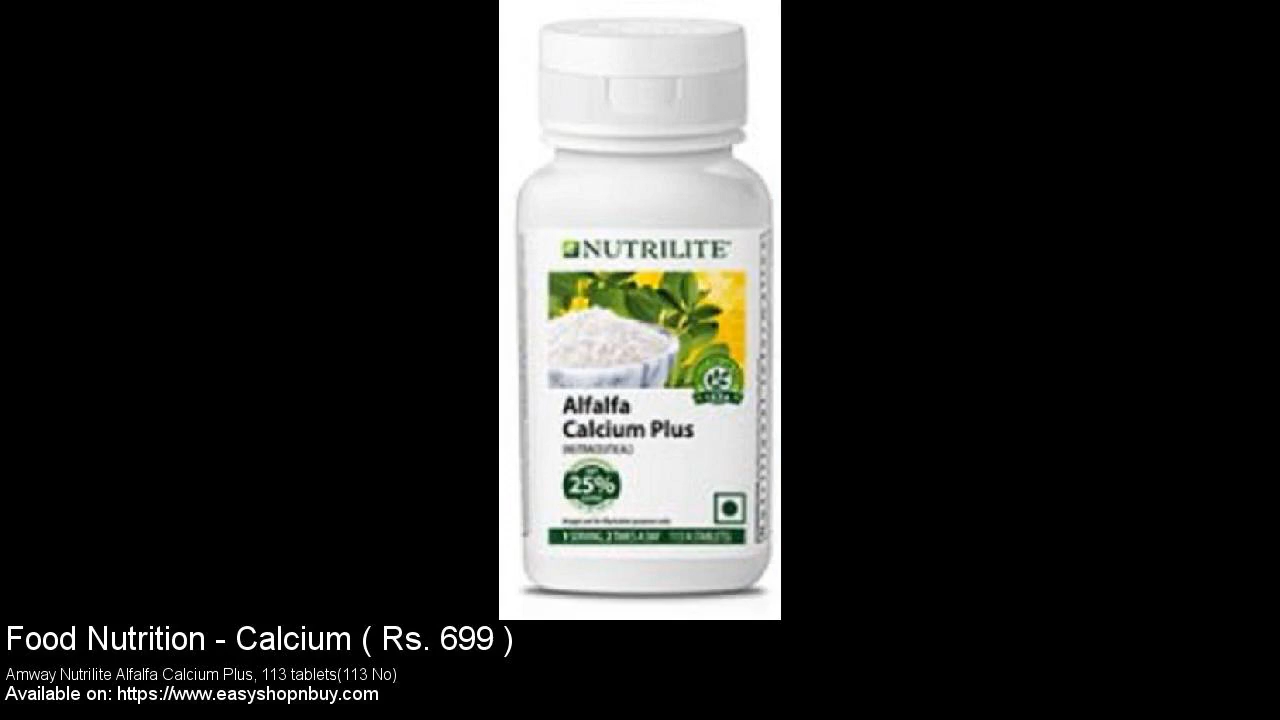 NUTRILITE
Alfalfa
Calcium Plus
25%
Food Nutrition - Calcium ( Rs. 699 )
Amway Nutrilite Alfalfa Calcium Plus, 113 tablets(113 No)
Available on: https://www.easyshopnbuy.com